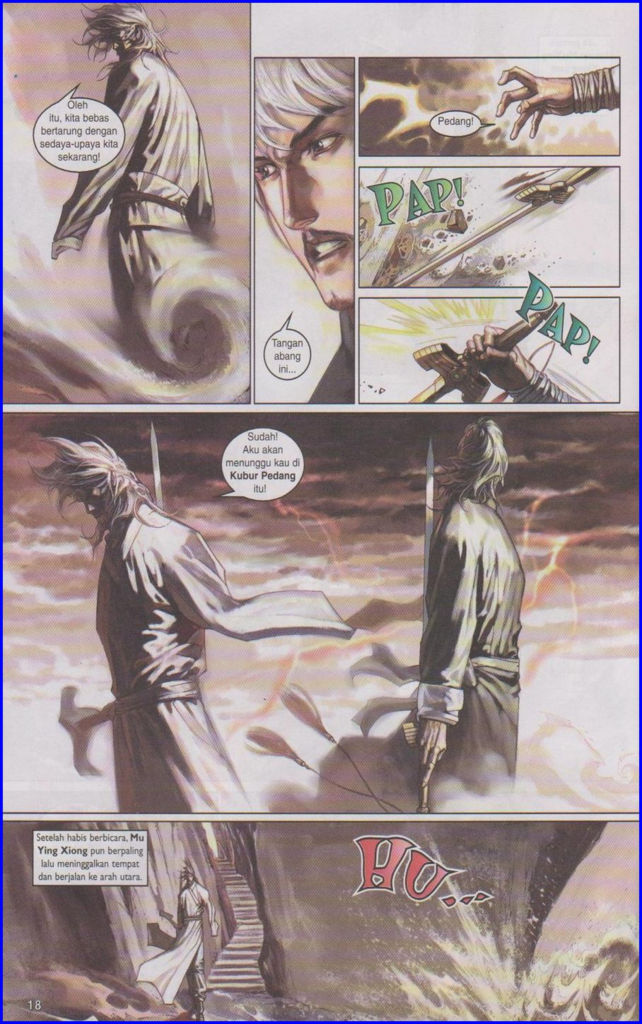 Oleh
itu, kita bebas
bertarung dengan
sedaya-upaya kita
sekarang!
Tangan
abang
ini...
Pedang!
PAP!
PAP!
Sudah!
Aku akan
menunggu kau di
Kubur Pedang
itu!
Setelah habis berbicara, Mu
Ying Xiong pun berpaling
lalu meninggalkan tempat
dan berjalan ke arah utara.
HU...
18